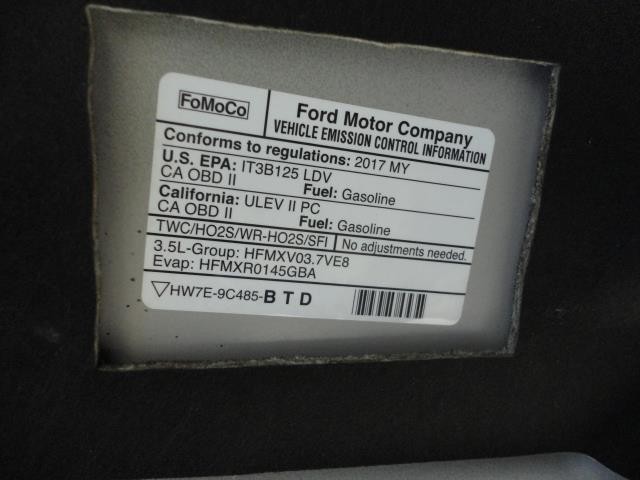 FoMoCo
Ford Motor Company
VEHICLE EMISSION CONTROL INFORMATION
Conforms to regulations: 2017 MY
U.S. EPA: IT3B125 LDV
CA OBD II Fuel: Gasoline
California: ULEV II PC
CA OBD II Fuel: Gasoline
TWC/HO2S/WR-HO2S/SFI No adjustments needed.
3.5L-Group: HFMXV03.7VE8
Evap: HFMXR0145GBA
HW7E-9C485-BTD